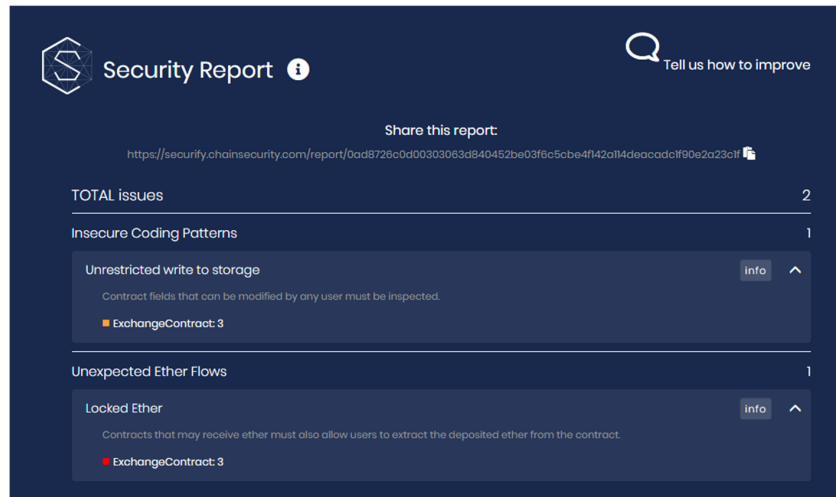 Security Report i
Tell us how to improve
Share this report:
https://securify.chainsecurity.com/report/0ad8726c0d00303063d840452be03f6c5cbe4f142a114deacadc1f90e2a23c1f
TOTAL issues 2
Insecure Coding Patterns 1
Unrestricted write to storage info
Contract fields that can be modified by any user must be inspected.
ExchangeContract: 3
Unexpected Ether Flows 1
Locked Ether info
Contracts that may receive ether must also allow users to extract the deposited ether from the contract.
ExchangeContract: 3